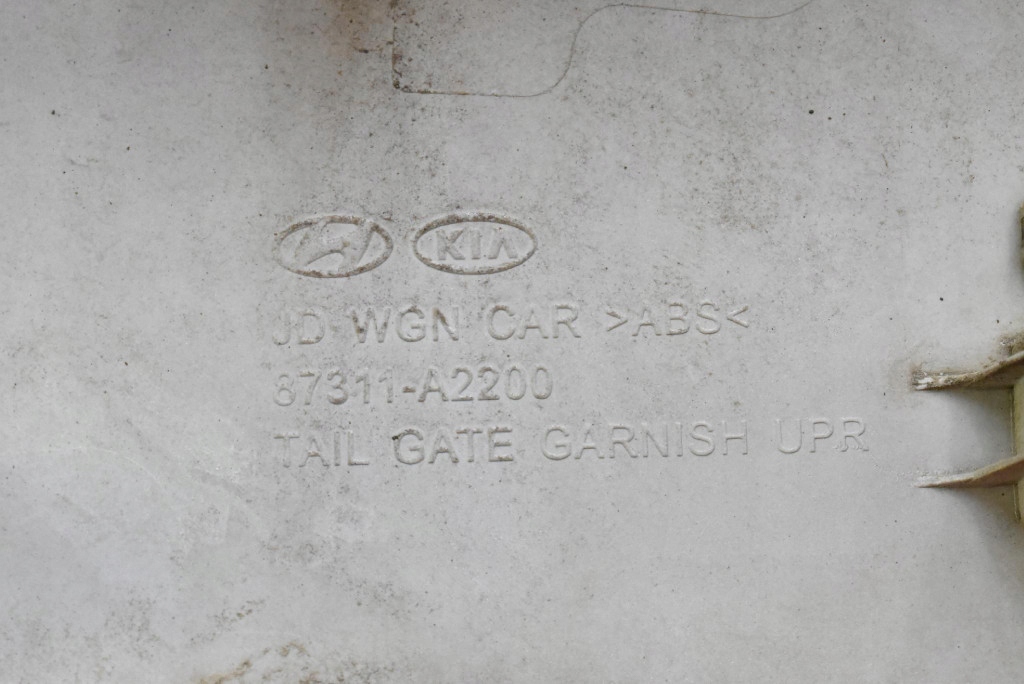 KIA
JD WGN CAR >ABS<
87311-A2200
TAIL GATE GARNISH UPR